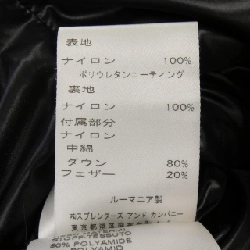 表地
ナイロン 100%
ポリウレタンコーティング
裏地
ナイロン 100%
付属部分
ナイロン
中綿
ダウン 80%
フェザー 20%
ルーマニア製
POLYAMIDE